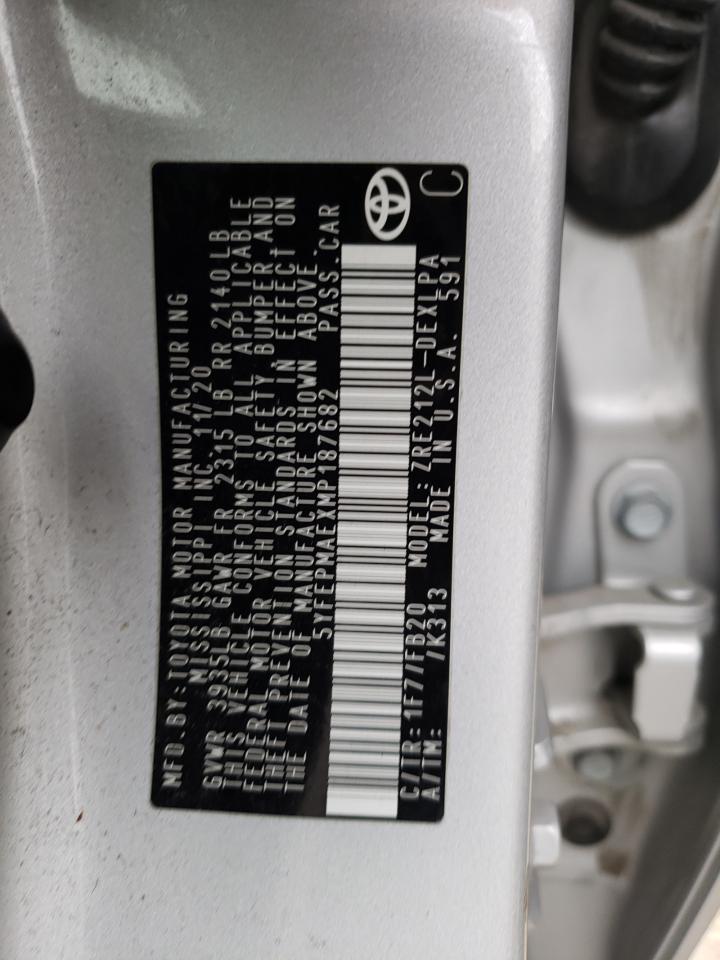 MFD.BY:TOYOTA MOTOR MANUFACTURING
MISSISSIPPI INC. 11/20
GVWR 3935LB GAWR FR 2315 LB RR 2140 LB
THIS VEHICLE CONFORMS TO ALL APPLICABLE
FEDERAL MOTOR VEHICLE SAFETY, BUMPER,AND
THEFT PREVENTION STANDARDS IN EFFECT ON
THE DATE OF MANUFACTURE SHOWN ABOVE.
5YFEPMAEXMP187682 PASS.CAR
C/TR:1F7/FB20 MODEL:ZRE212L-DEXLPA
A/TM: /K313 MADE IN U.S.A. 591
C